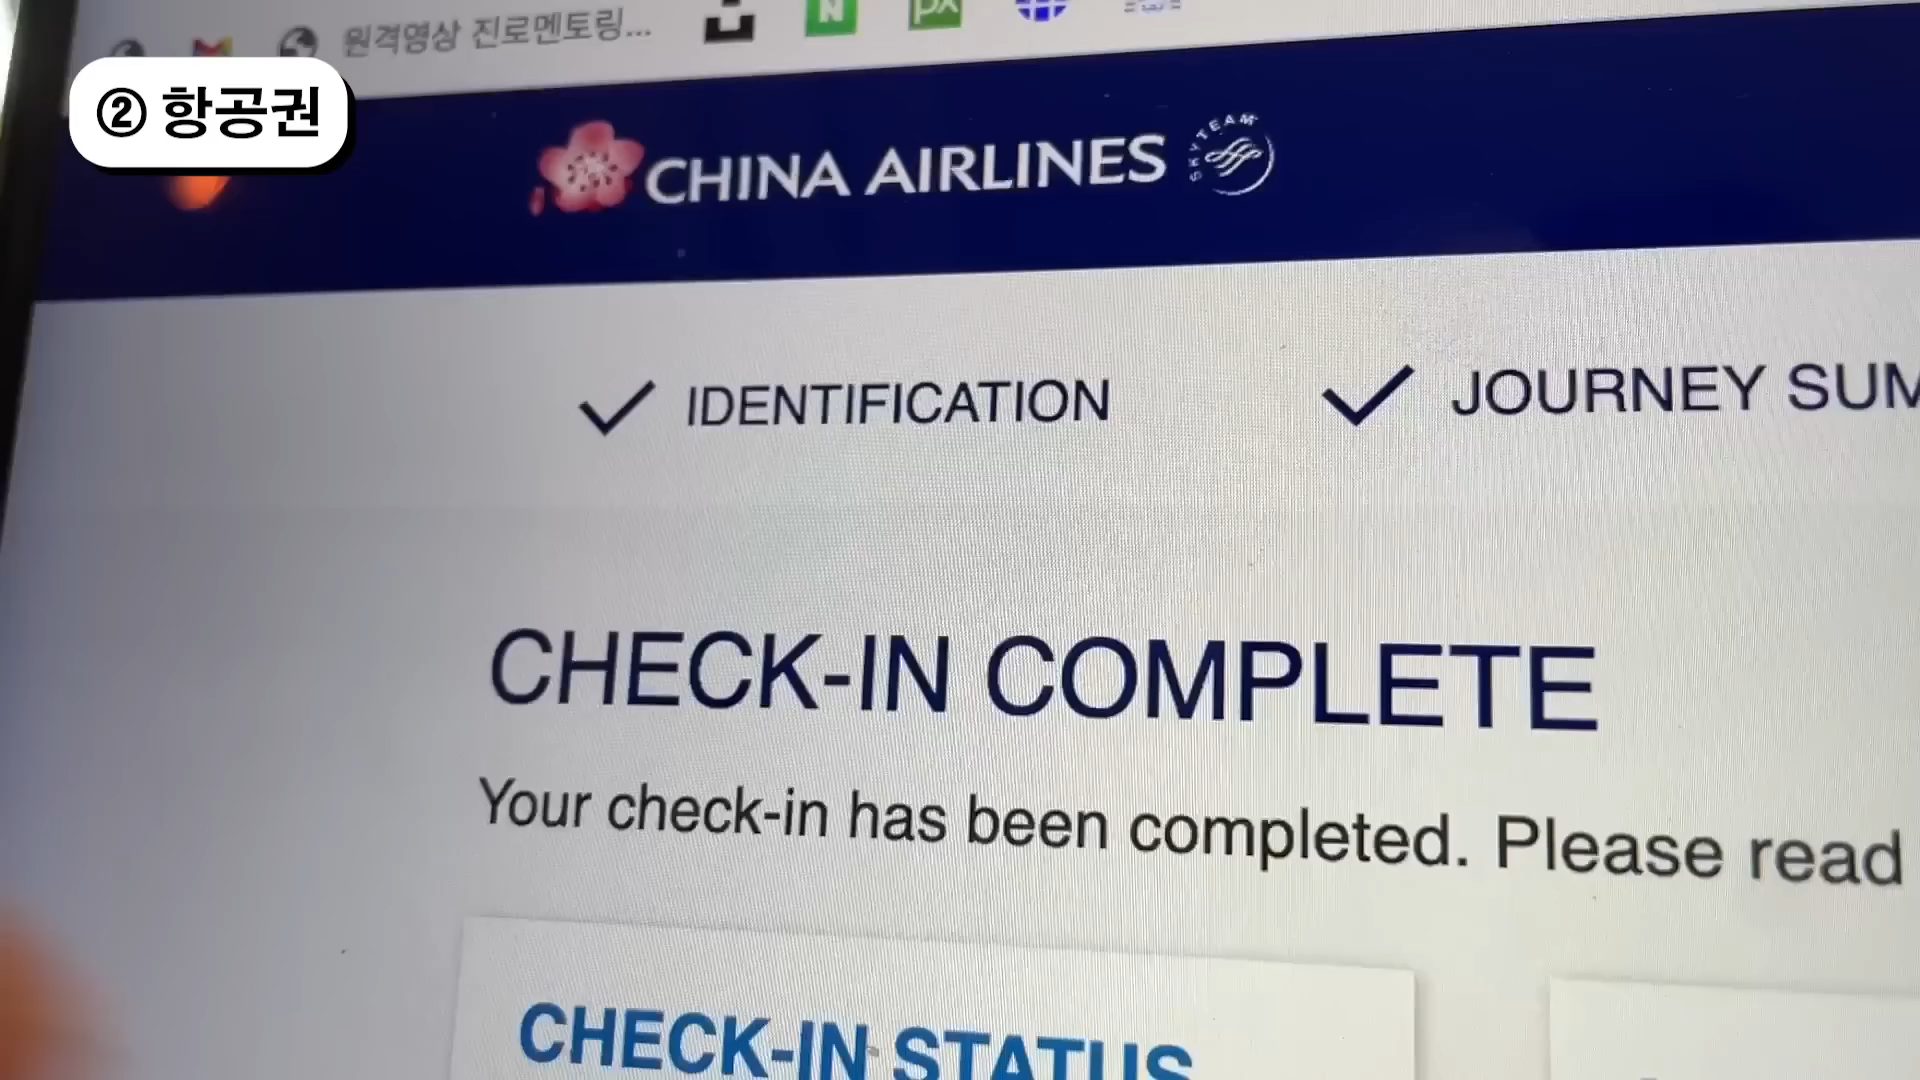 원격영상 진로멘토링...
N
px
② 항공권
CHINA AIRLINES
SKYTEAM
IDENTIFICATION
JOURNEY SUM
CHECK-IN COMPLETE
Your check-in has been completed. Please read
CHECK-IN STATUS